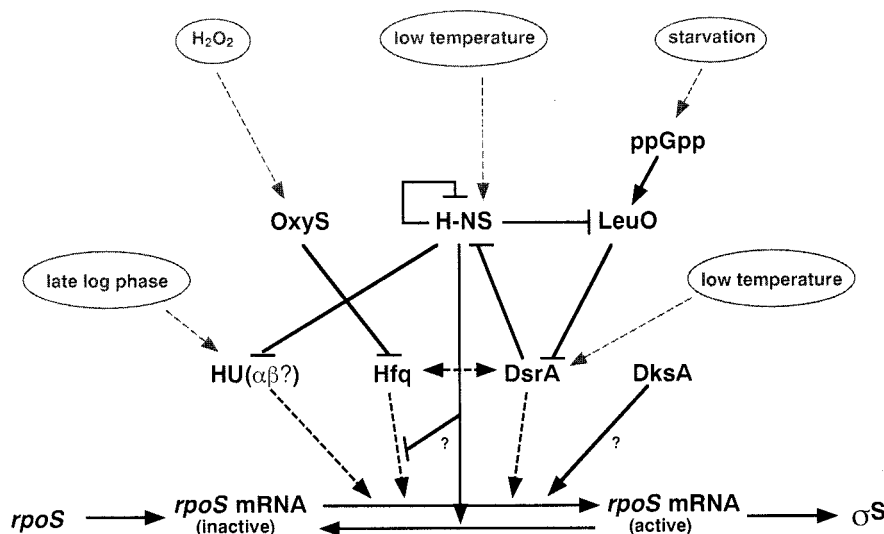 H₂O₂
low temperature
starvation
ppGpp
OxyS
H-NS
LeuO
late log phase
low temperature
HU(αβ?)
Hfq
DsrA
DksA
?
?
rpoS
rpoS mRNA
(inactive)
rpoS mRNA
(active)
σS